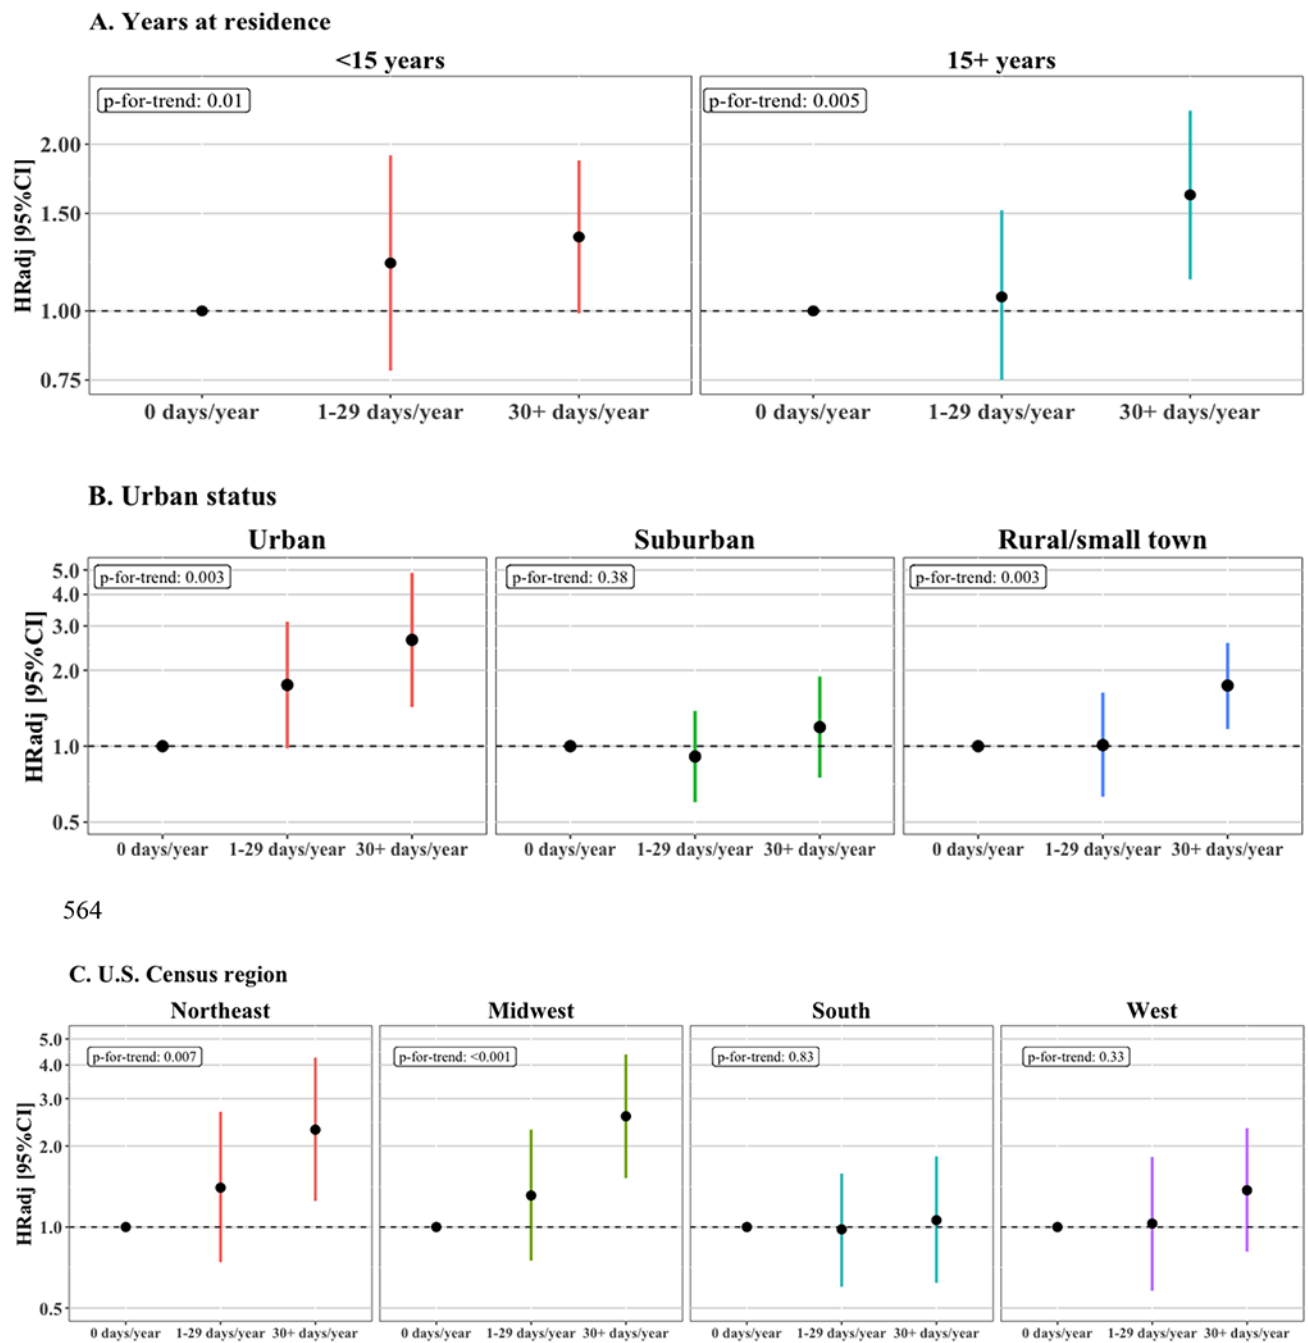 A. Years at residence
<15 years 15+ years
p-for-trend: 0.01 p-for-trend: 0.005
HRadj [95%CI]
2.00
1.50
1.00
0.75
0 days/year 1-29 days/year 30+ days/year 0 days/year 1-29 days/year 30+ days/year
B. Urban status
Urban Suburban Rural/small town
p-for-trend: 0.003 p-for-trend: 0.38 p-for-trend: 0.003
HRadj [95%CI]
5.0
4.0
3.0
2.0
1.0
0.5
0 days/year 1-29 days/year 30+ days/year 0 days/year 1-29 days/year 30+ days/year 0 days/year 1-29 days/year 30+ days/year
564
C. U.S. Census region
Northeast Midwest South West
p-for-trend: 0.007 p-for-trend: <0.001 p-for-trend: 0.83 p-for-trend: 0.33
HRadj [95%CI]
5.0
4.0
3.0
2.0
1.0
0.5
0 days/year 1-29 days/year 30+ days/year 0 days/year 1-29 days/year 30+ days/year 0 days/year 1-29 days/year 30+ days/year 0 days/year 1-29 days/year 30+ days/year